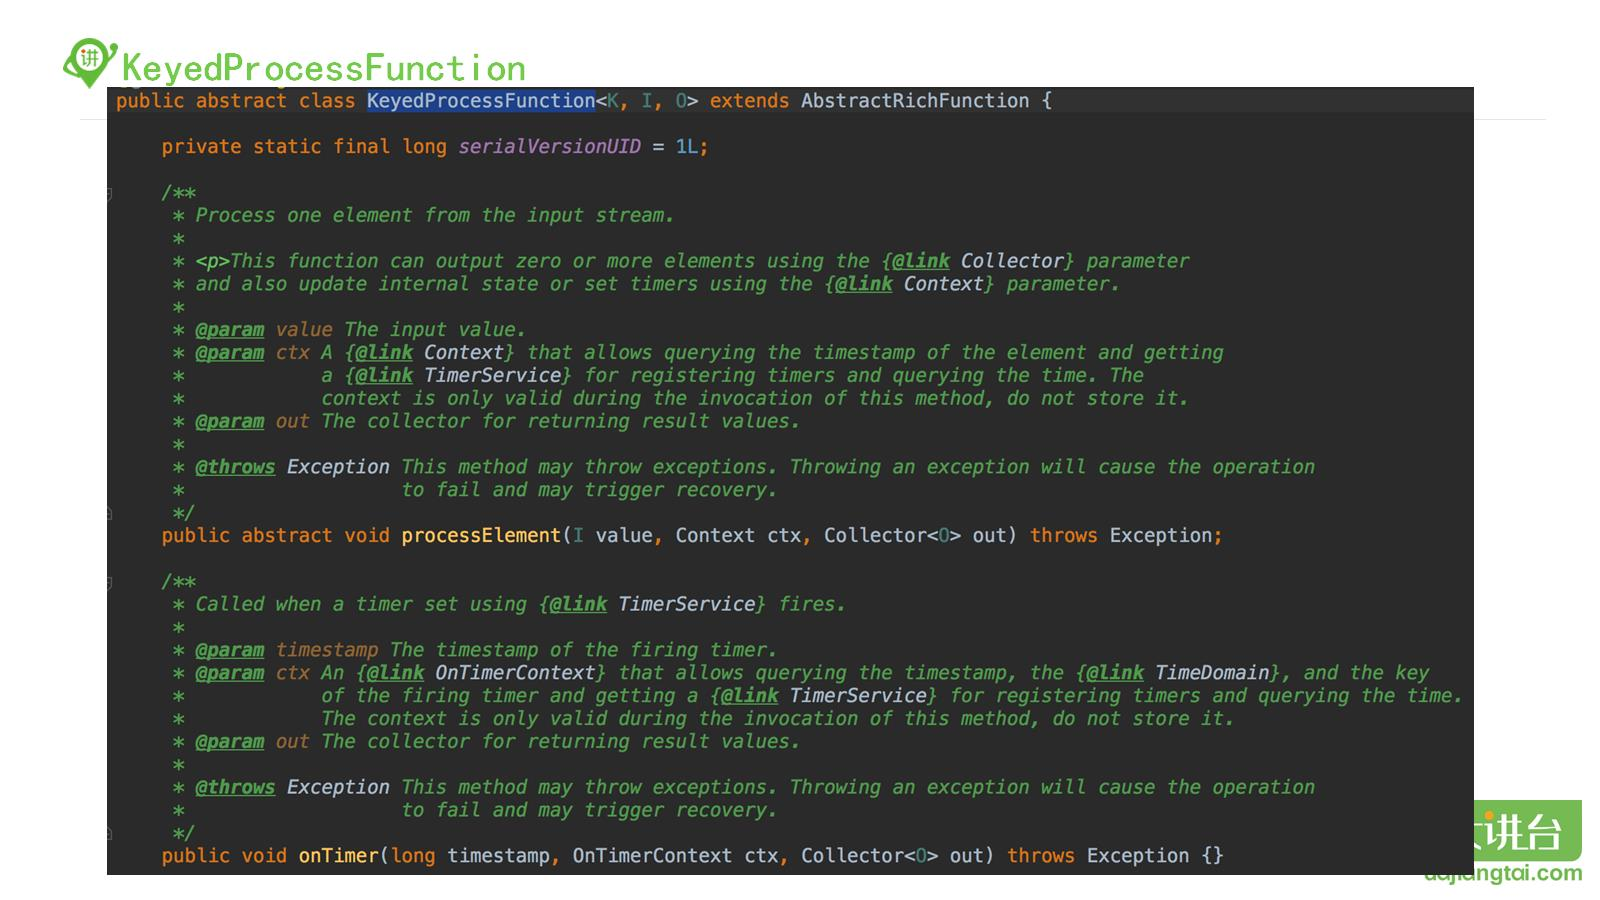 讲
KeyedProcessFunction
public abstract class KeyedProcessFunction<K, I, O> extends AbstractRichFunction {
private static final long serialVersionUID = 1L;
/**
* Process one element from the input stream.
*
* <p>This function can output zero or more elements using the {@link Collector} parameter
* and also update internal state or set timers using the {@link Context} parameter.
*
* @param value The input value.
* @param ctx A {@link Context} that allows querying the timestamp of the element and getting
* a {@link TimerService} for registering timers and querying the time. The
* context is only valid during the invocation of this method, do not store it.
* @param out The collector for returning result values.
*
* @throws Exception This method may throw exceptions. Throwing an exception will cause the operation
* to fail and may trigger recovery.
*/
public abstract void processElement(I value, Context ctx, Collector<O> out) throws Exception;
/**
* Called when a timer set using {@link TimerService} fires.
*
* @param timestamp The timestamp of the firing timer.
* @param ctx An {@link OnTimerContext} that allows querying the timestamp, the {@link TimeDomain}, and the key
* of the firing timer and getting a {@link TimerService} for registering timers and querying the time.
* The context is only valid during the invocation of this method, do not store it.
* @param out The collector for returning result values.
*
* @throws Exception This method may throw exceptions. Throwing an exception will cause the operation
* to fail and may trigger recovery.
*/
public void onTimer(long timestamp, OnTimerContext ctx, Collector<O> out) throws Exception {}
讲台
dajiangtai.com